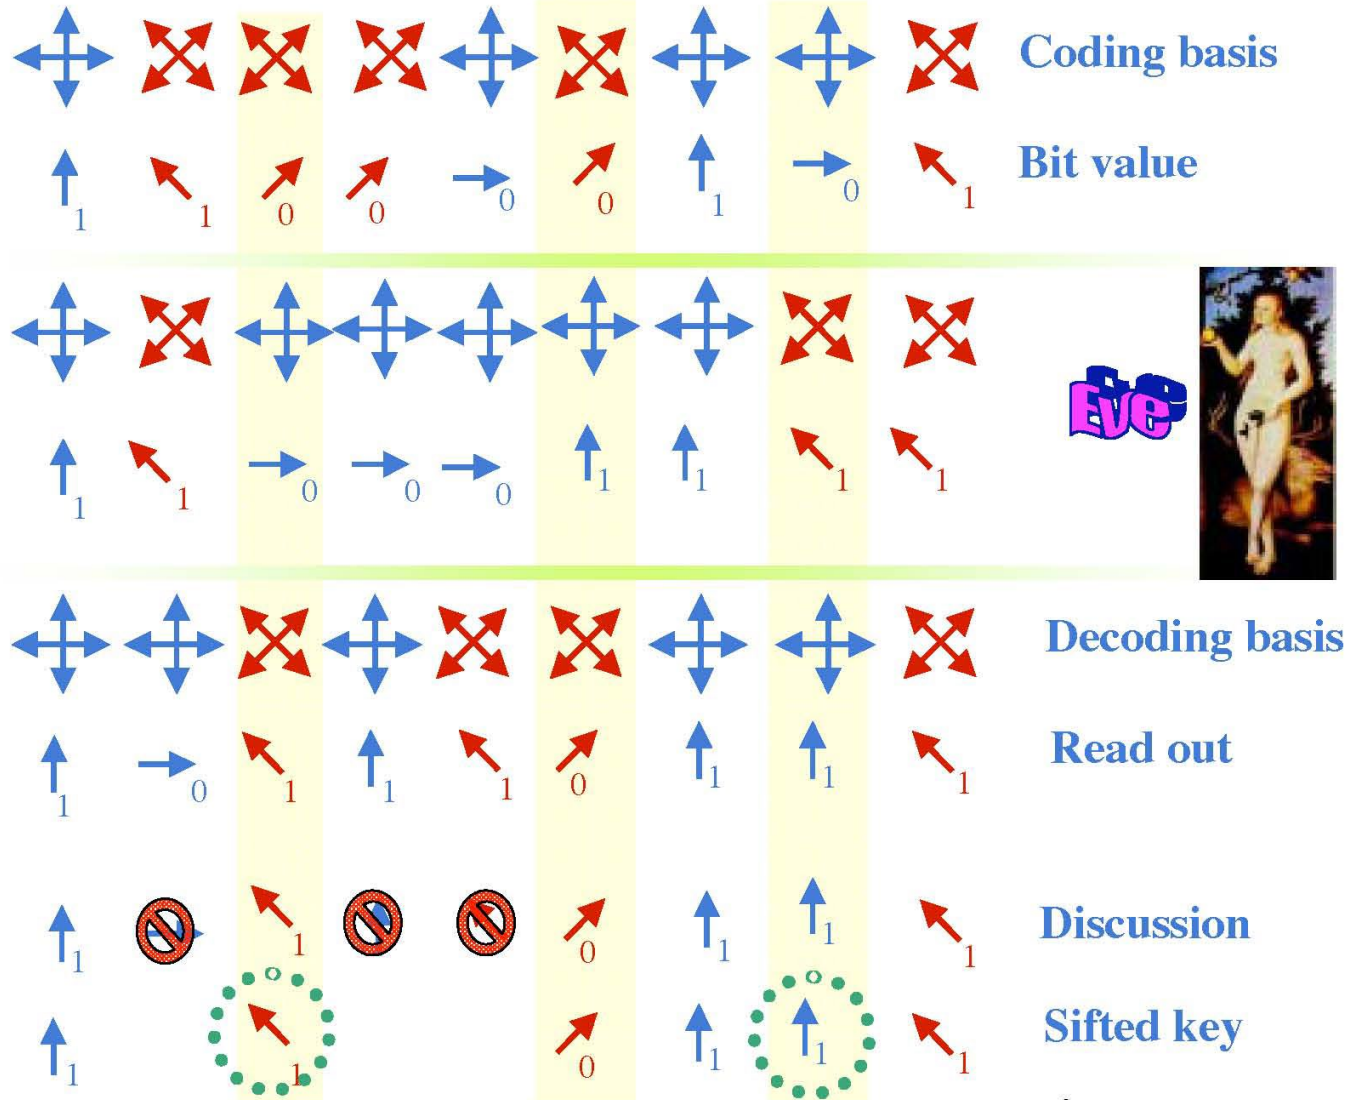 Coding basis
1 1 0 0 0 0 1 0 1 Bit value
Eve
1 1 0 0 0 1 1 1 1
Decoding basis
1 0 1 1 1 0 1 1 1 Read out
1 1 0 1 1 1 Discussion
1 1 0 1 1 1 Sifted key